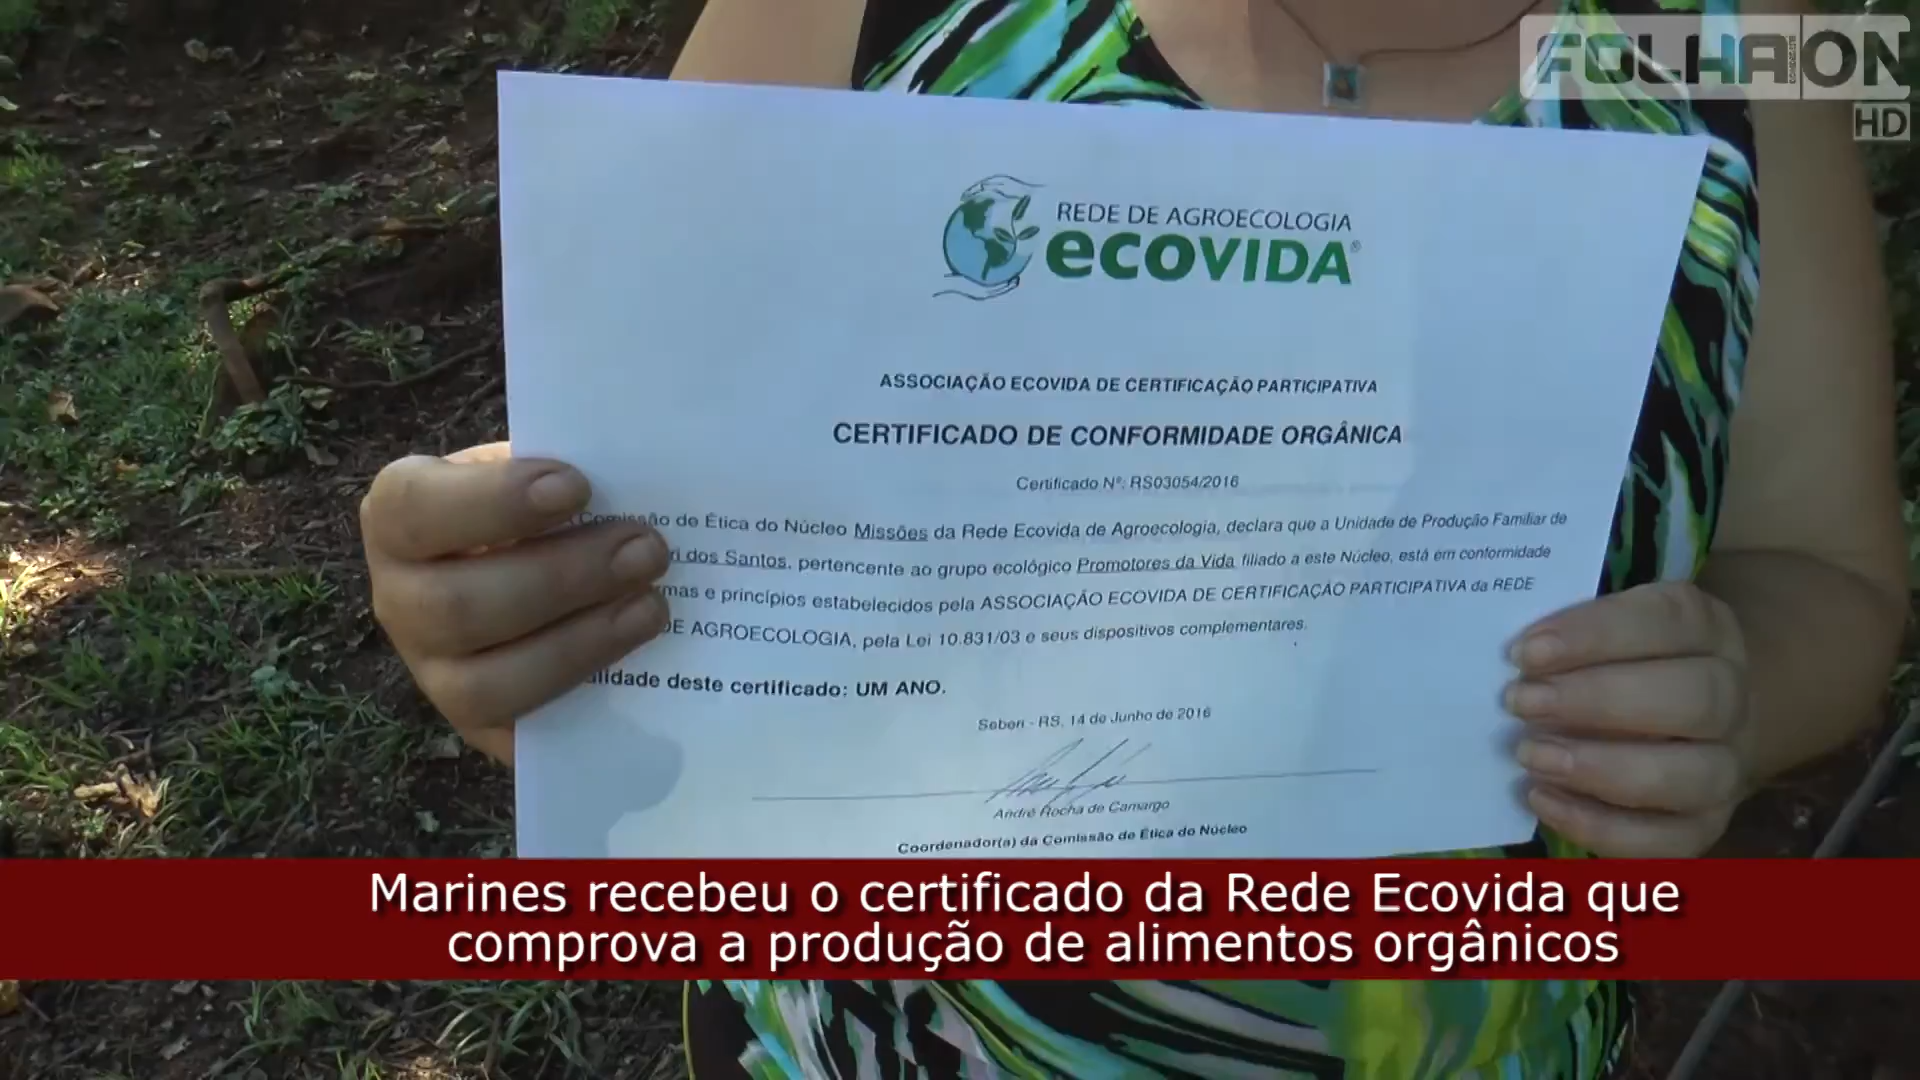 FOLHA ON
HD
REDE DE AGROECOLOGIA
ecoVIDA®
ASSOCIAÇÃO ECOVIDA DE CERTIFICAÇÃO PARTICIPATIVA
CERTIFICADO DE CONFORMIDADE ORGÂNICA
Certificado Nº: RS03054/2016
Comissão de Ética do Núcleo Missões da Rede Ecovida de Agroecologia, declara que a Unidade de Produção Familiar de
ri dos Santos, pertencente ao grupo ecológico Promotores da Vida filiado a este Núcleo, está em conformidade
mas e princípios estabelecidos pela ASSOCIAÇÃO ECOVIDA DE CERTIFICAÇÃO PARTICIPATIVA da REDE
DE AGROECOLOGIA, pela Lei 10.831/03 e seus dispositivos complementares.
alidade deste certificado: UM ANO.
Seberi - RS, 14 de Junho de 2016
André Rocha de Camargo
Coordenador(a) da Comissão de Ética do Núcleo
Marines recebeu o certificado da Rede Ecovida que
comprova a produção de alimentos orgânicos